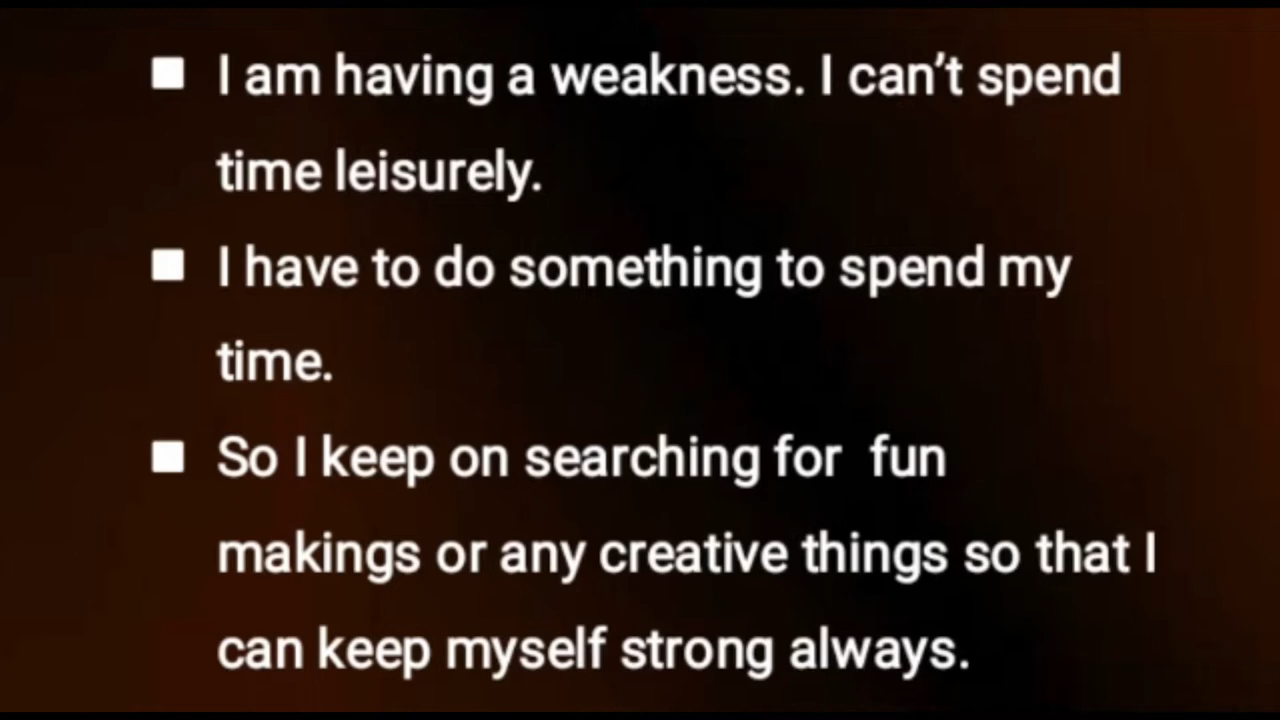 ■ I am having a weakness. I can’t spend
time leisurely.
■ I have to do something to spend my
time.
■ So I keep on searching for  fun
makings or any creative things so that I
can keep myself strong always.